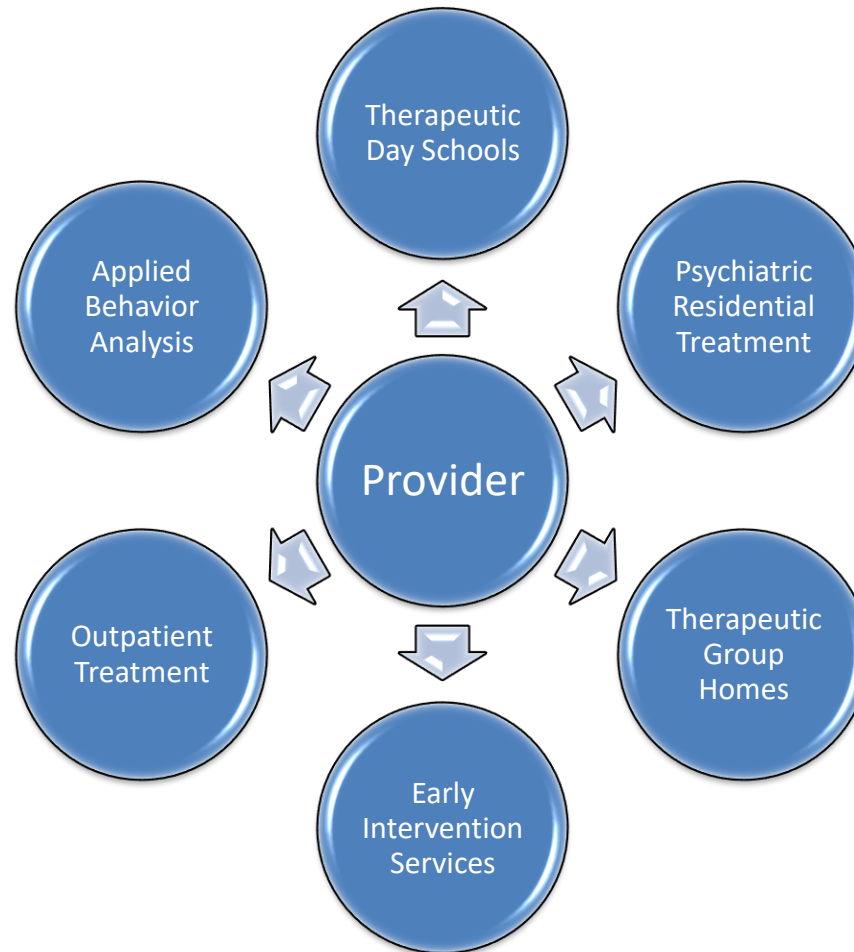 Therapeutic
Day Schools
Applied
Behavior
Analysis
Psychiatric
Residential
Treatment
Provider
Outpatient
Treatment
Therapeutic
Group
Homes
Early
Intervention
Services